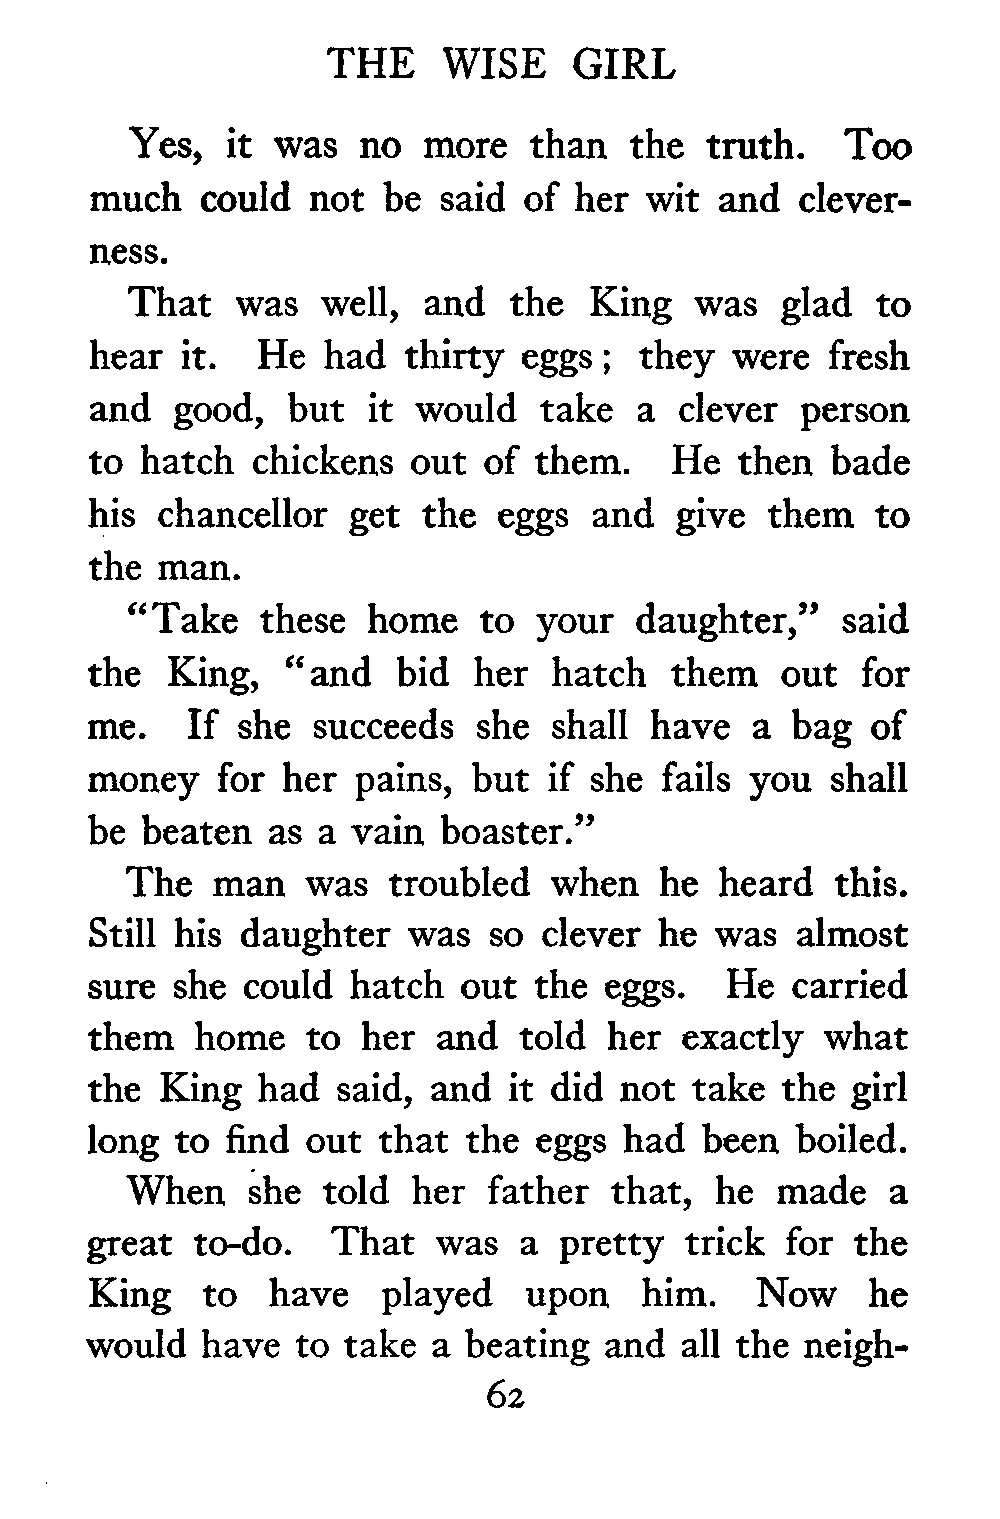 THE WISE GIRL
Yes, it was no more than the truth. Too
much could not be said of her wit and clever-
ness.
That was well, and the King was glad to
hear it. He had thirty eggs; they were fresh
and good, but it would take a clever person
to hatch chickens out of them. He then bade
his chancellor get the eggs and give them to
the man.
“Take these home to your daughter,” said
the King, “and bid her hatch them out for
me. If she succeeds she shall have a bag of
money for her pains, but if she fails you shall
be beaten as a vain boaster.”
The man was troubled when he heard this.
Still his daughter was so clever he was almost
sure she could hatch out the eggs. He carried
them home to her and told her exactly what
the King had said, and it did not take the girl
long to find out that the eggs had been boiled.
When she told her father that, he made a
great to-do. That was a pretty trick for the
King to have played upon him. Now he
would have to take a beating and all the neigh-
62